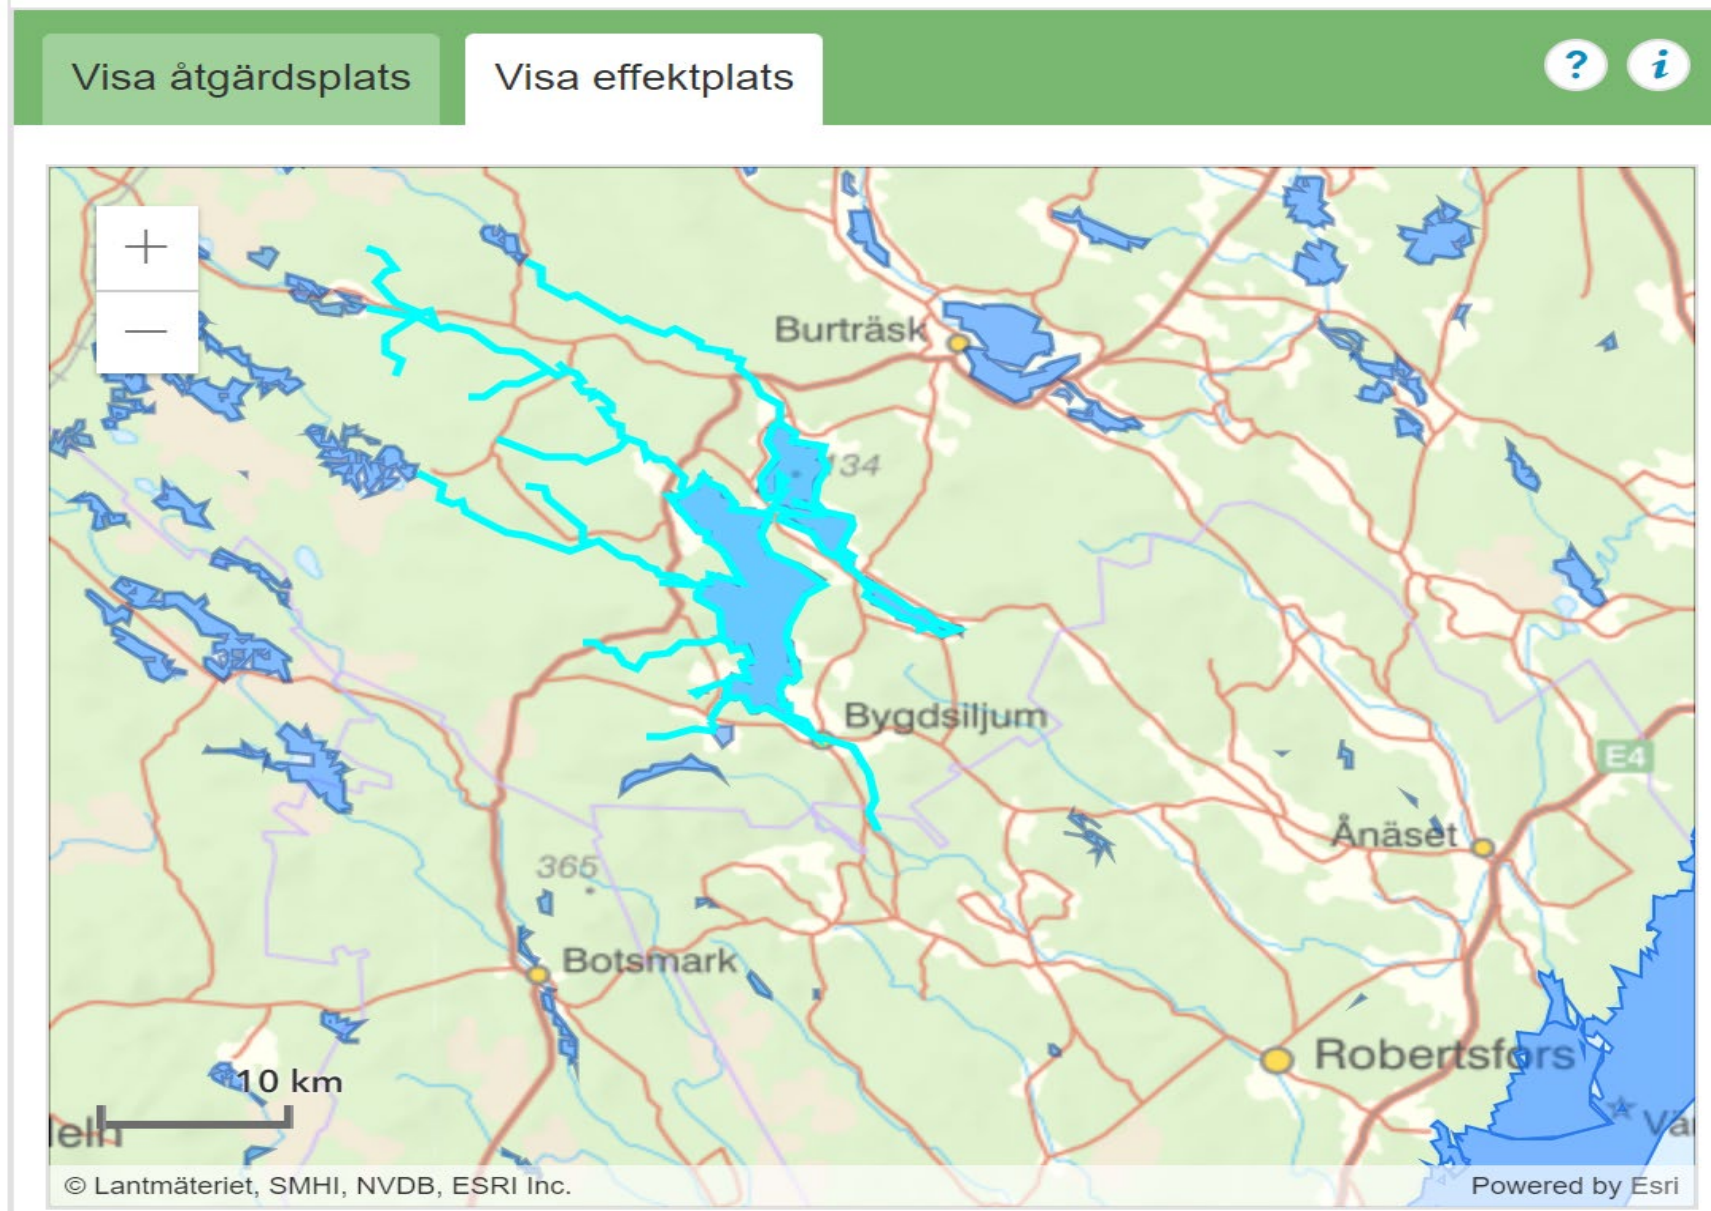 Visa åtgärdsplats
Visa effektplats
?
i
+
—
Burträsk
134
Bygdsiljum
E4
Ånäset
365
Botsmark
Robertsfors
10 km
© Lantmäteriet, SMHI, NVDB, ESRI Inc.
Powered by Esri